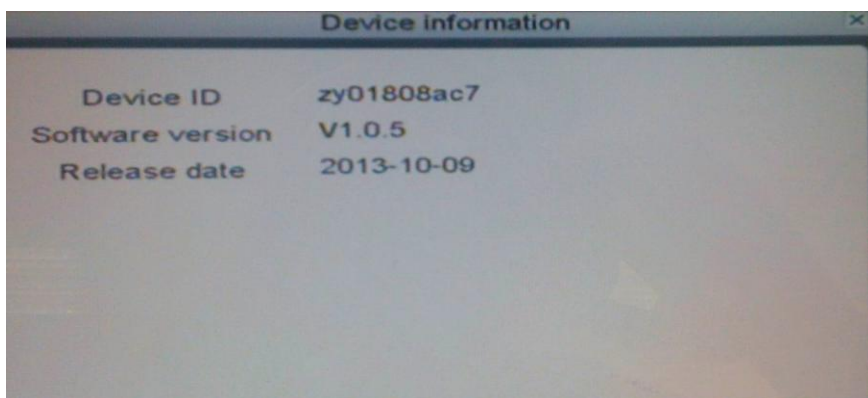 Device information
Device ID zy01808ac7
Software version V1.0.5
Release date 2013-10-09